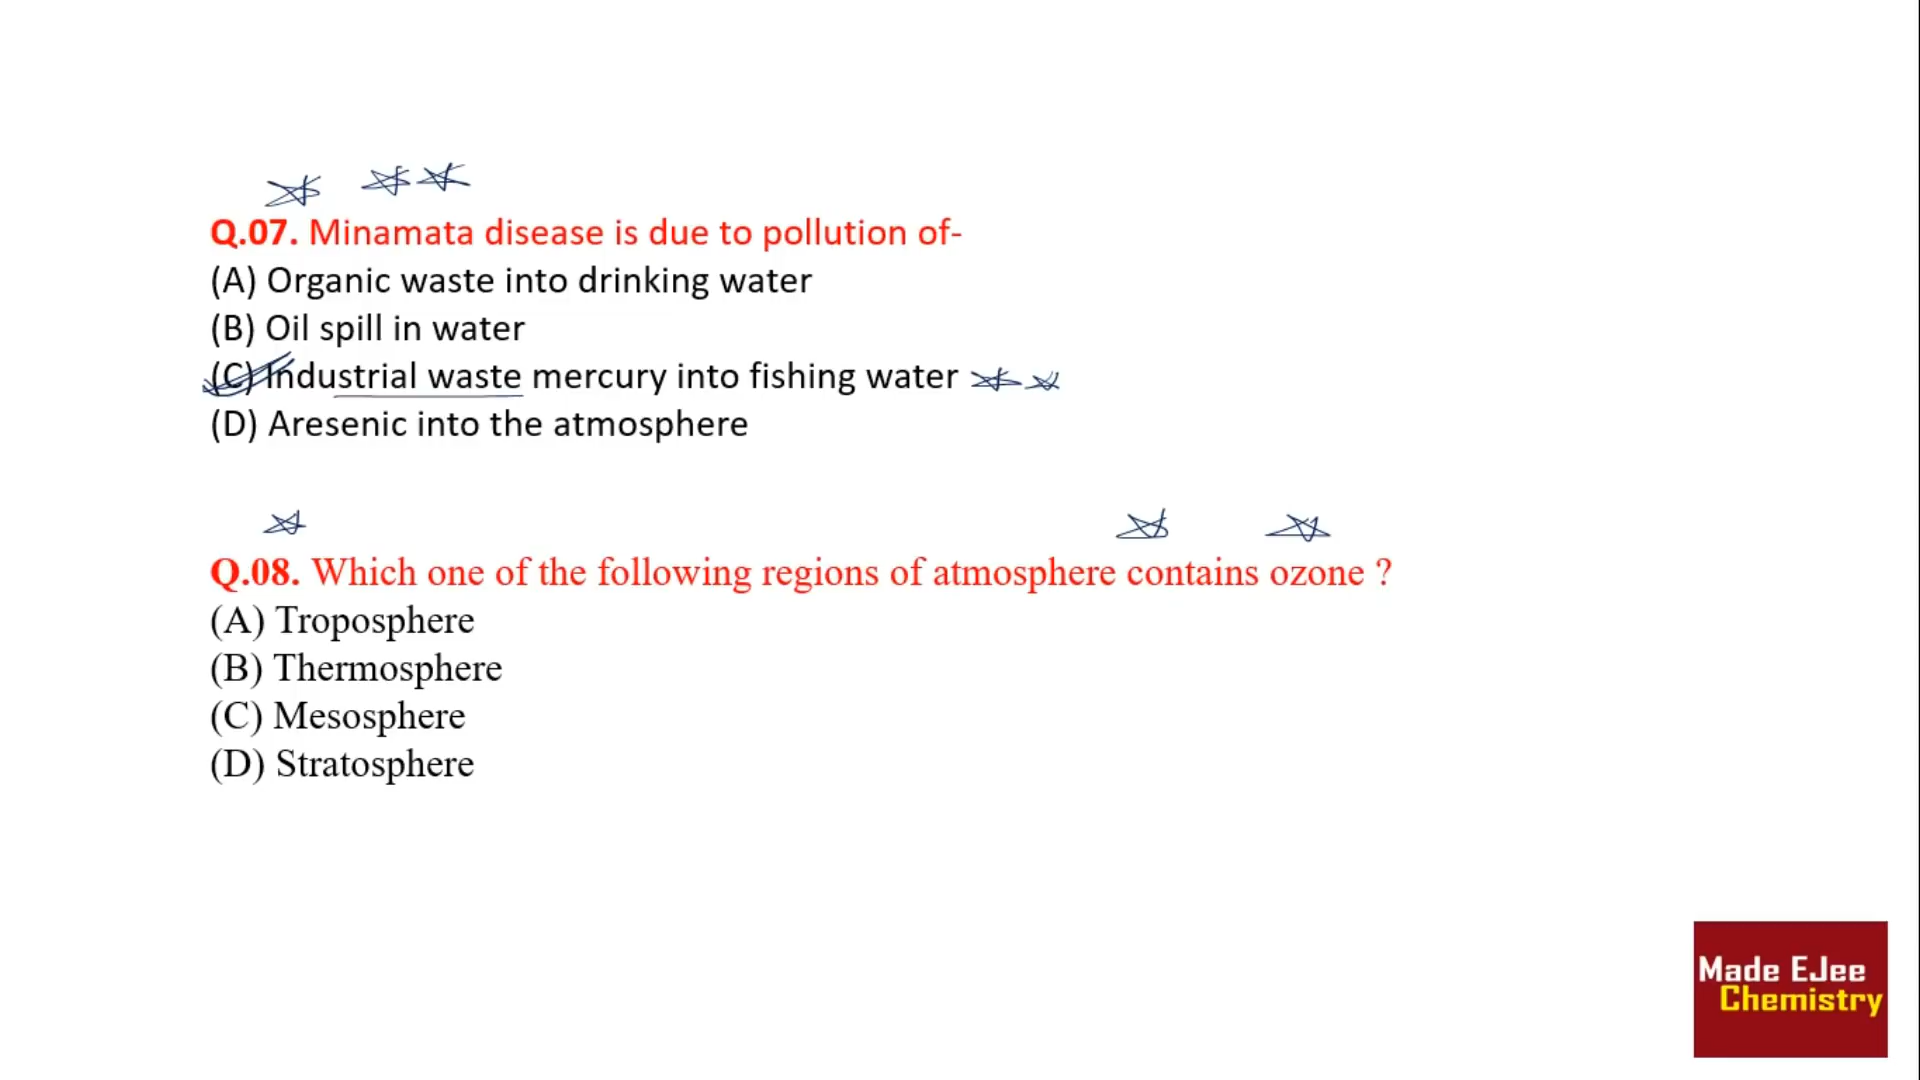 Q.07. Minamata disease is due to pollution of-
(A) Organic waste into drinking water
(B) Oil spill in water
(C) Industrial waste mercury into fishing water
(D) Aresenic into the atmosphere
Q.08. Which one of the following regions of atmosphere contains ozone ?
(A) Troposphere
(B) Thermosphere
(C) Mesosphere
(D) Stratosphere
Made EJee
Chemistry